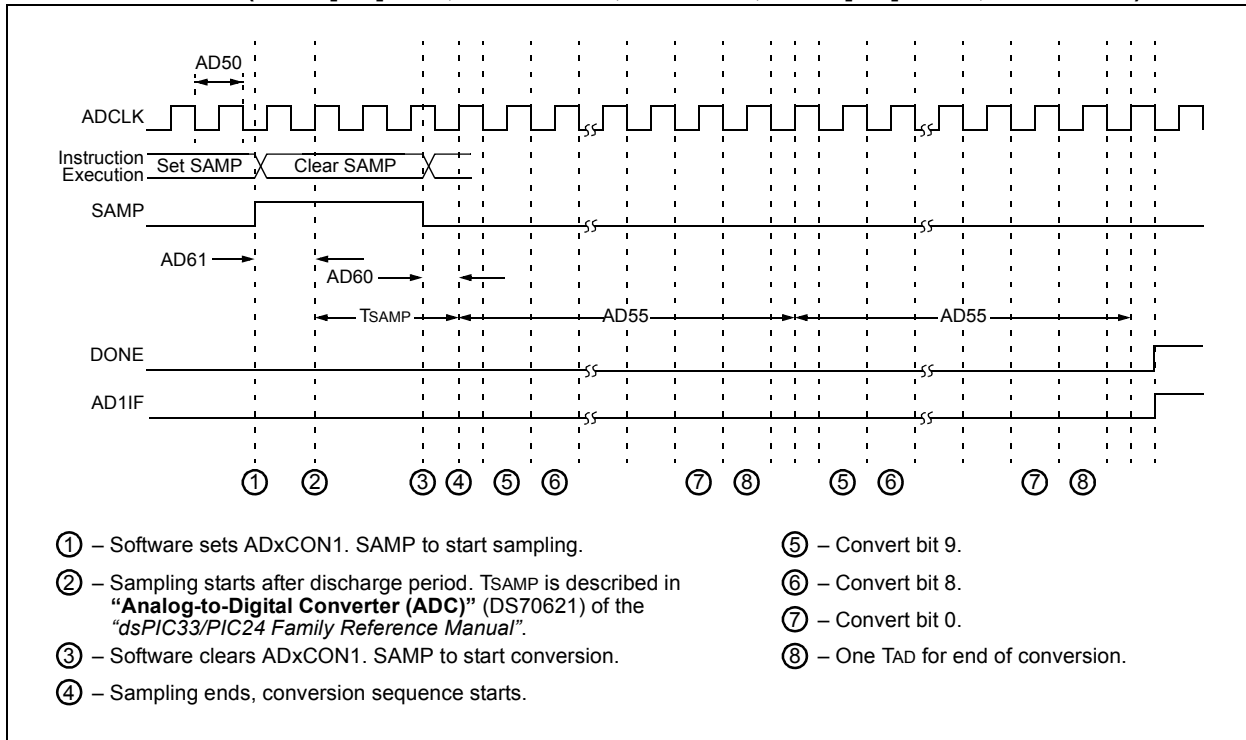 AD50
ADCLK
Instruction
Execution
Set SAMP
Clear SAMP
SAMP
AD61
AD60
TSAMP
AD55
AD55
DONE
AD1IF
1 2 3 4 5 6 7 8 5 6 7 8
1 – Software sets ADxCON1. SAMP to start sampling.
2 – Sampling starts after discharge period. TSAMP is described in
“Analog-to-Digital Converter (ADC)” (DS70621) of the
“dsPIC33/PIC24 Family Reference Manual”.
3 – Software clears ADxCON1. SAMP to start conversion.
4 – Sampling ends, conversion sequence starts.
5 – Convert bit 9.
6 – Convert bit 8.
7 – Convert bit 0.
8 – One TAD for end of conversion.